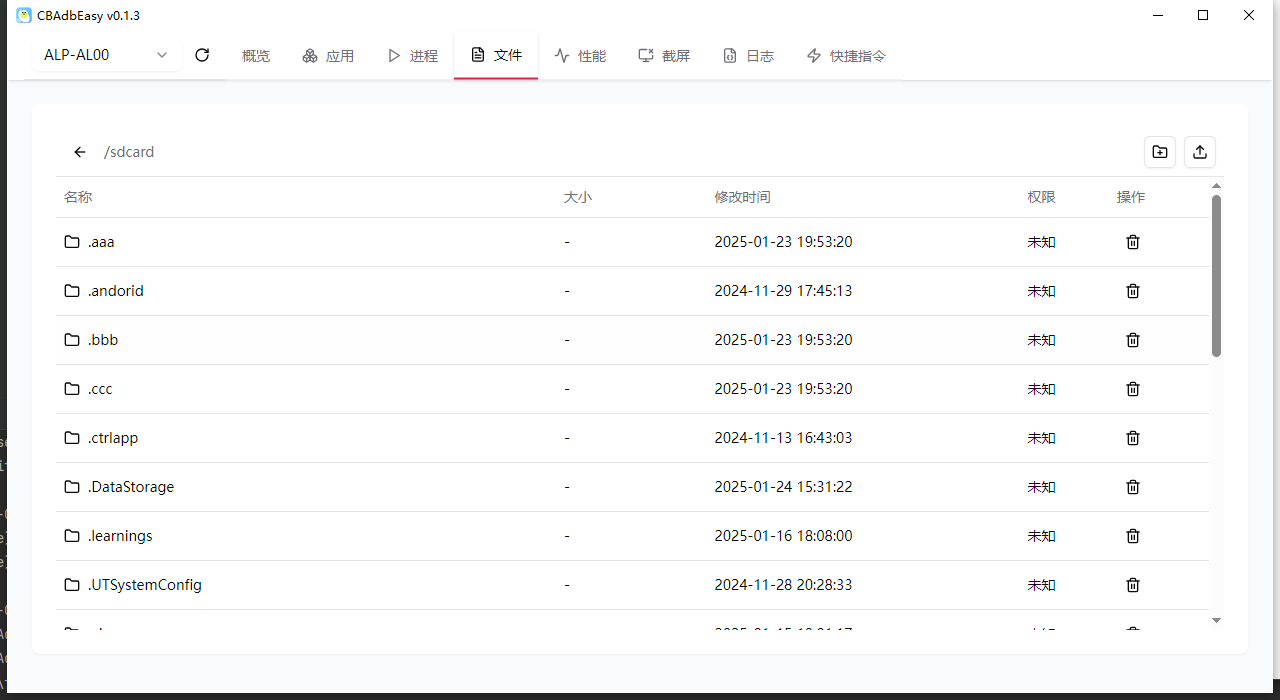 CBAdbEasy v0.1.3
ALP-AL00 概览 应用 进程 文件 性能 截屏 日志 快捷指令
/sdcard
名称 大小 修改时间 权限 操作
.aaa - 2025-01-23 19:53:20 未知
.andorid - 2024-11-29 17:45:13 未知
.bbb - 2025-01-23 19:53:20 未知
.ccc - 2025-01-23 19:53:20 未知
.ctrlapp - 2024-11-13 16:43:03 未知
.DataStorage - 2025-01-24 15:31:22 未知
.learnings - 2025-01-16 18:08:00 未知
.UTSystemConfig - 2024-11-28 20:28:33 未知